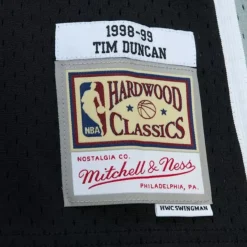 1998-99
TIM DUNCAN
HARDWOOD
CLASSICS
NBA
NOSTALGIA CO.
Mitchell & Ness
PHILADELPHIA, PA.
HWC SWINGMAN